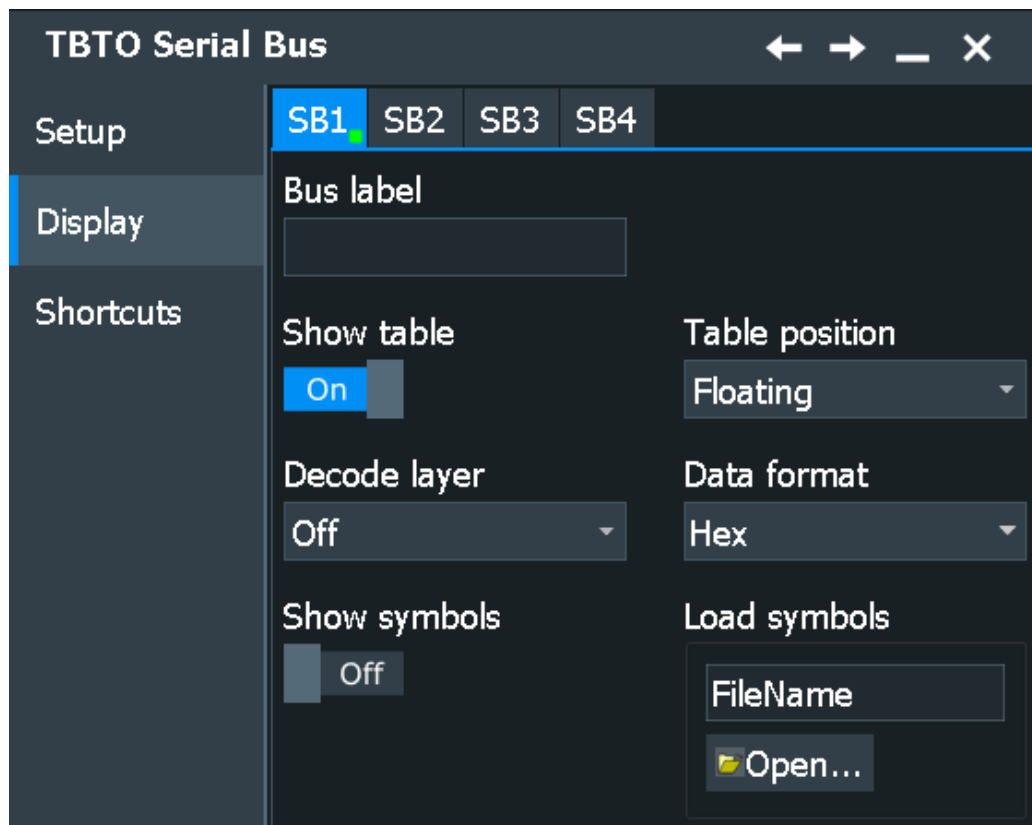 TBTO Serial Bus
Setup
Display
Shortcuts
SB1 SB2 SB3 SB4
Bus label
Show table Table position
On Floating
Decode layer Data format
Off Hex
Show symbols Load symbols
Off
FileName
Open...